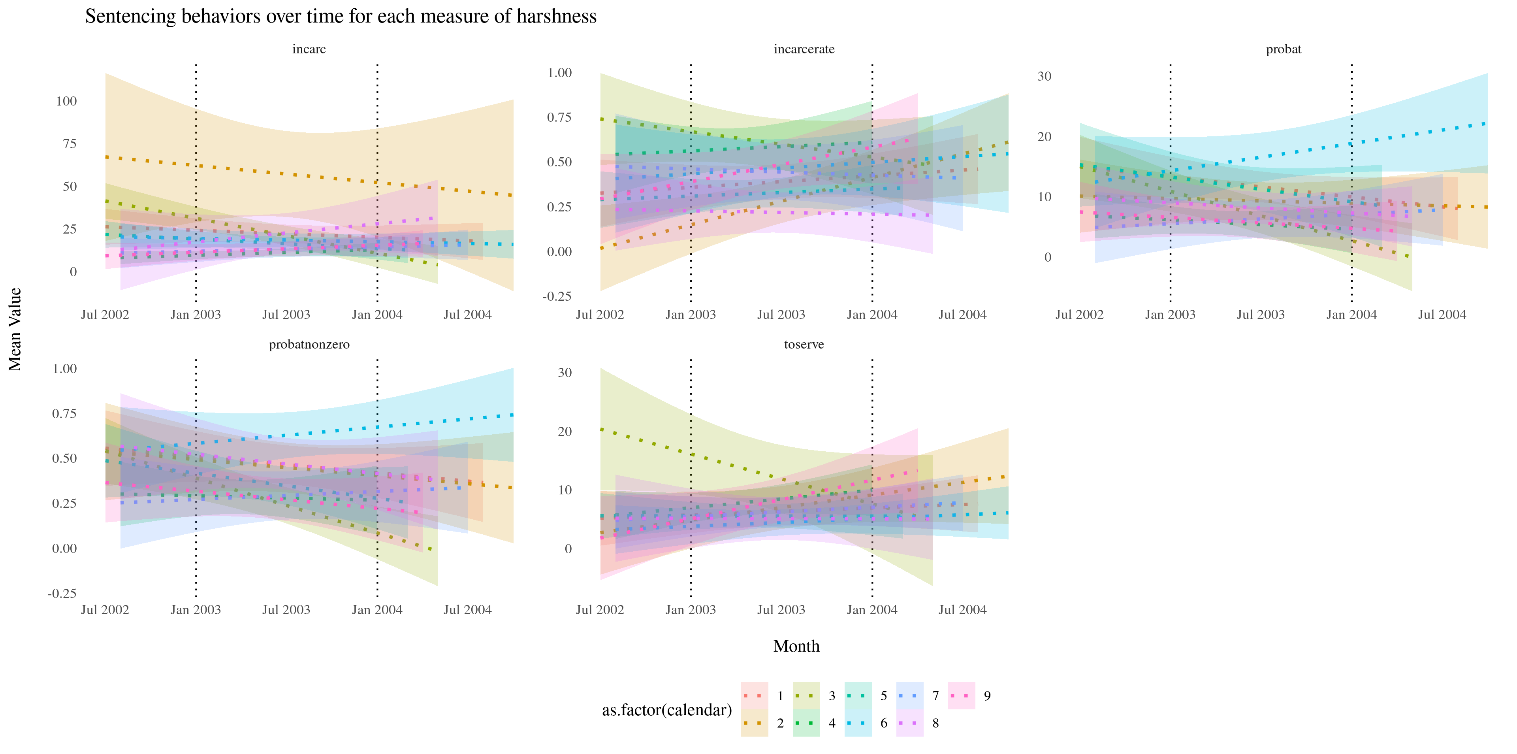 Sentencing behaviors over time for each measure of harshness
incarc
incarcerate
probat
100
75
50
25
0
1.00
0.75
0.50
0.25
0.00
-0.25
30
20
10
0
Jul 2002 Jan 2003 Jul 2003 Jan 2004 Jul 2004
Jul 2002 Jan 2003 Jul 2003 Jan 2004 Jul 2004
Jul 2002 Jan 2003 Jul 2003 Jan 2004 Jul 2004
Mean Value
probatnonzero
toserve
1.00
0.75
0.50
0.25
0.00
-0.25
30
20
10
0
Jul 2002 Jan 2003 Jul 2003 Jan 2004 Jul 2004
Jul 2002 Jan 2003 Jul 2003 Jan 2004 Jul 2004
Month
as.factor(calendar)
1 3 5 7 9
2 4 6 8